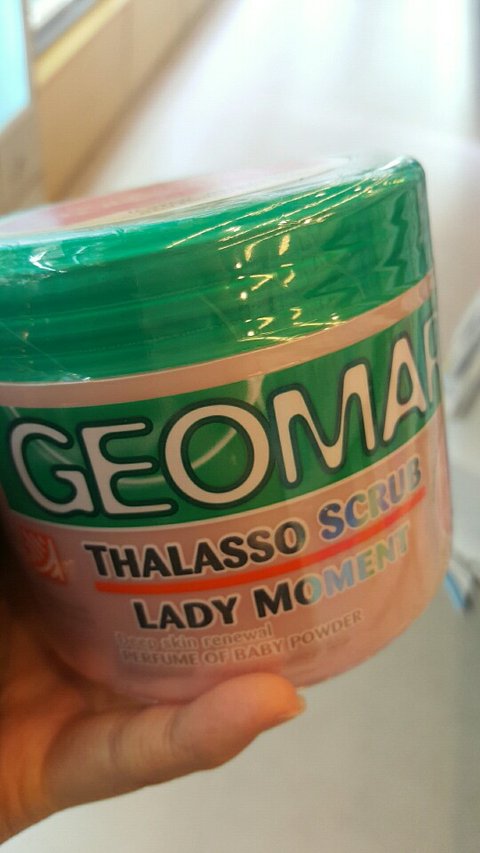 GEOMAR
THALASSO SCRUB
LADY MOMENT
Deep skin renewal
PERFUME OF BABY POWDER